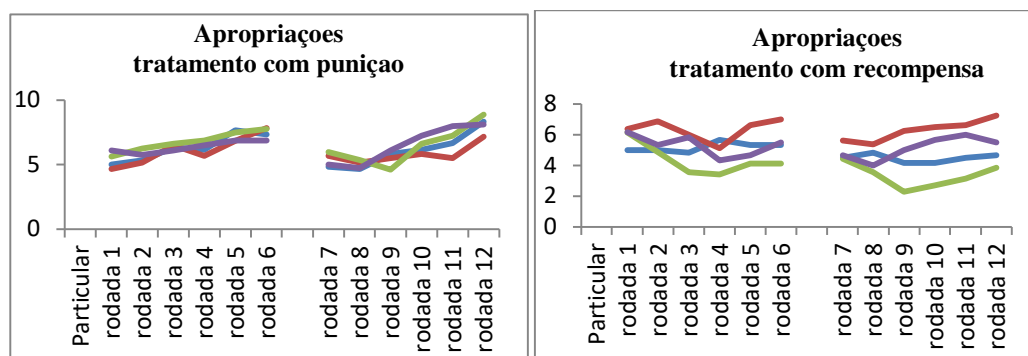 Apropriaçoes
tratamento com puniçao
10
5
0
Particular
rodada 1
rodada 2
rodada 3
rodada 4
rodada 5
rodada 6
rodada 7
rodada 8
rodada 9
rodada 10
rodada 11
rodada 12
Apropriaçoes
tratamento com recompensa
8
6
4
2
0
Particular
rodada 1
rodada 2
rodada 3
rodada 4
rodada 5
rodada 6
rodada 7
rodada 8
rodada 9
rodada 10
rodada 11
rodada 12